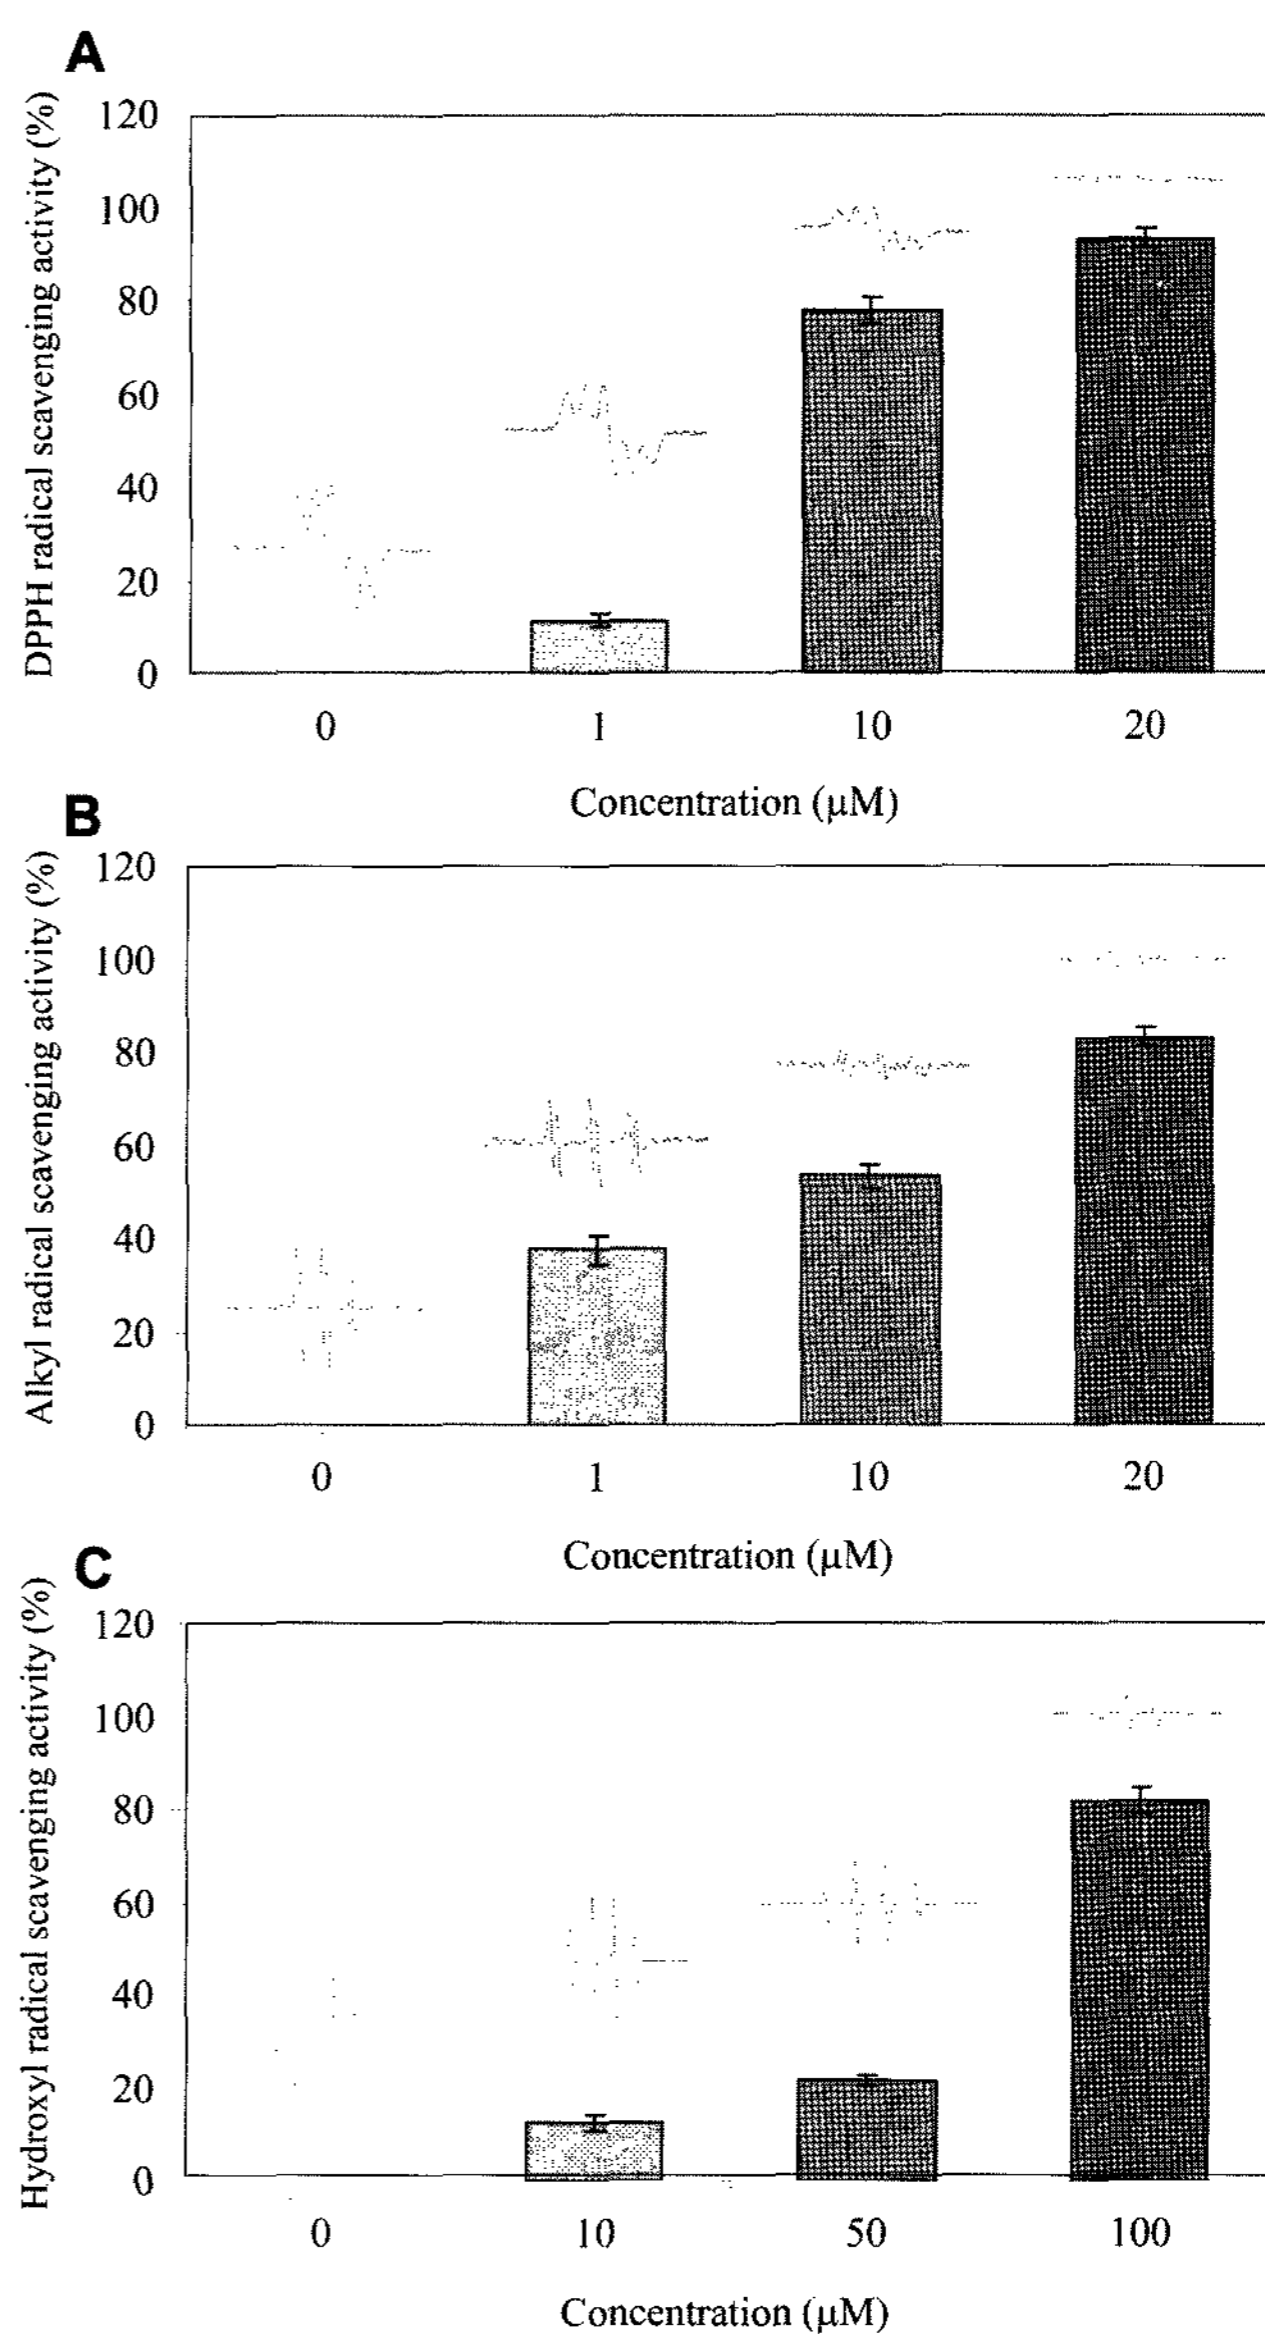 A
DPPH radical scavenging activity (%)
120
100
80
60
40
20
0
0 1 10 20
Concentration (μM)
B
Alkyl radical scavenging activity (%)
120
100
80
60
40
20
0
0 1 10 20
Concentration (μM)
C
Hydroxyl radical scavenging activity (%)
120
100
80
60
40
20
0
0 10 50 100
Concentration (μM)